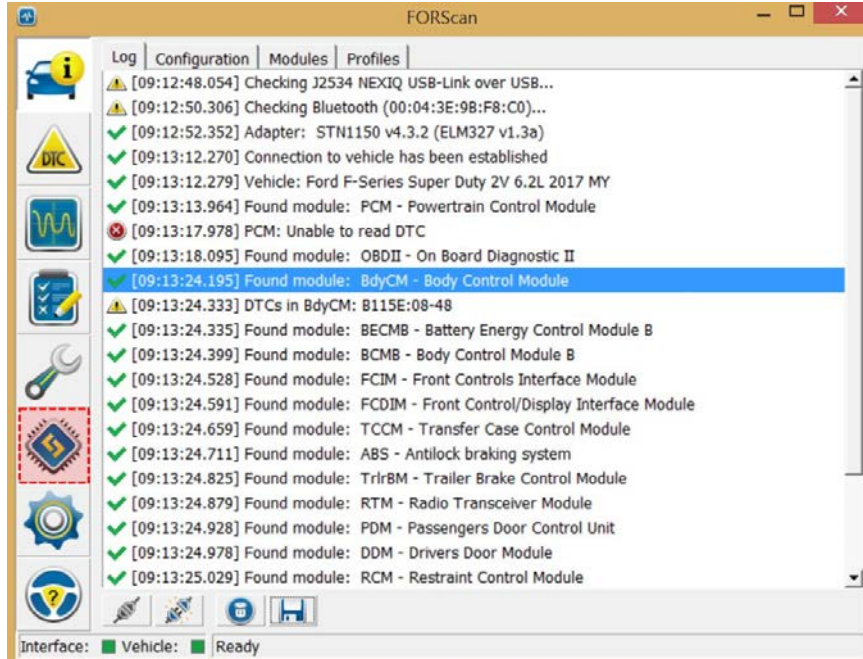 FORScan
Log Configuration Modules Profiles
[09:12:48.054] Checking J2534 NEXIQ USB-Link over USB...
[09:12:50.306] Checking Bluetooth (00:04:3E:9B:F8:C0)...
[09:12:52.352] Adapter: STN1150 v4.3.2 (ELM327 v1.3a)
[09:13:12.270] Connection to vehicle has been established
[09:13:12.279] Vehicle: Ford F-Series Super Duty 2V 6.2L 2017 MY
[09:13:13.964] Found module: PCM - Powertrain Control Module
[09:13:17.978] PCM: Unable to read DTC
[09:13:18.095] Found module: OBDII - On Board Diagnostic II
[09:13:24.195] Found module: BdyCM - Body Control Module
[09:13:24.333] DTCs in BdyCM: B115E:08-48
[09:13:24.335] Found module: BECMB - Battery Energy Control Module B
[09:13:24.399] Found module: BCMB - Body Control Module B
[09:13:24.528] Found module: FCIM - Front Controls Interface Module
[09:13:24.591] Found module: FCDIM - Front Control/Display Interface Module
[09:13:24.659] Found module: TCCM - Transfer Case Control Module
[09:13:24.711] Found module: ABS - Antilock braking system
[09:13:24.825] Found module: TrlrBM - Trailer Brake Control Module
[09:13:24.879] Found module: RTM - Radio Transceiver Module
[09:13:24.928] Found module: PDM - Passengers Door Control Unit
[09:13:24.978] Found module: DDM - Drivers Door Module
[09:13:25.029] Found module: RCM - Restraint Control Module
DTC
Interface: Vehicle: Ready